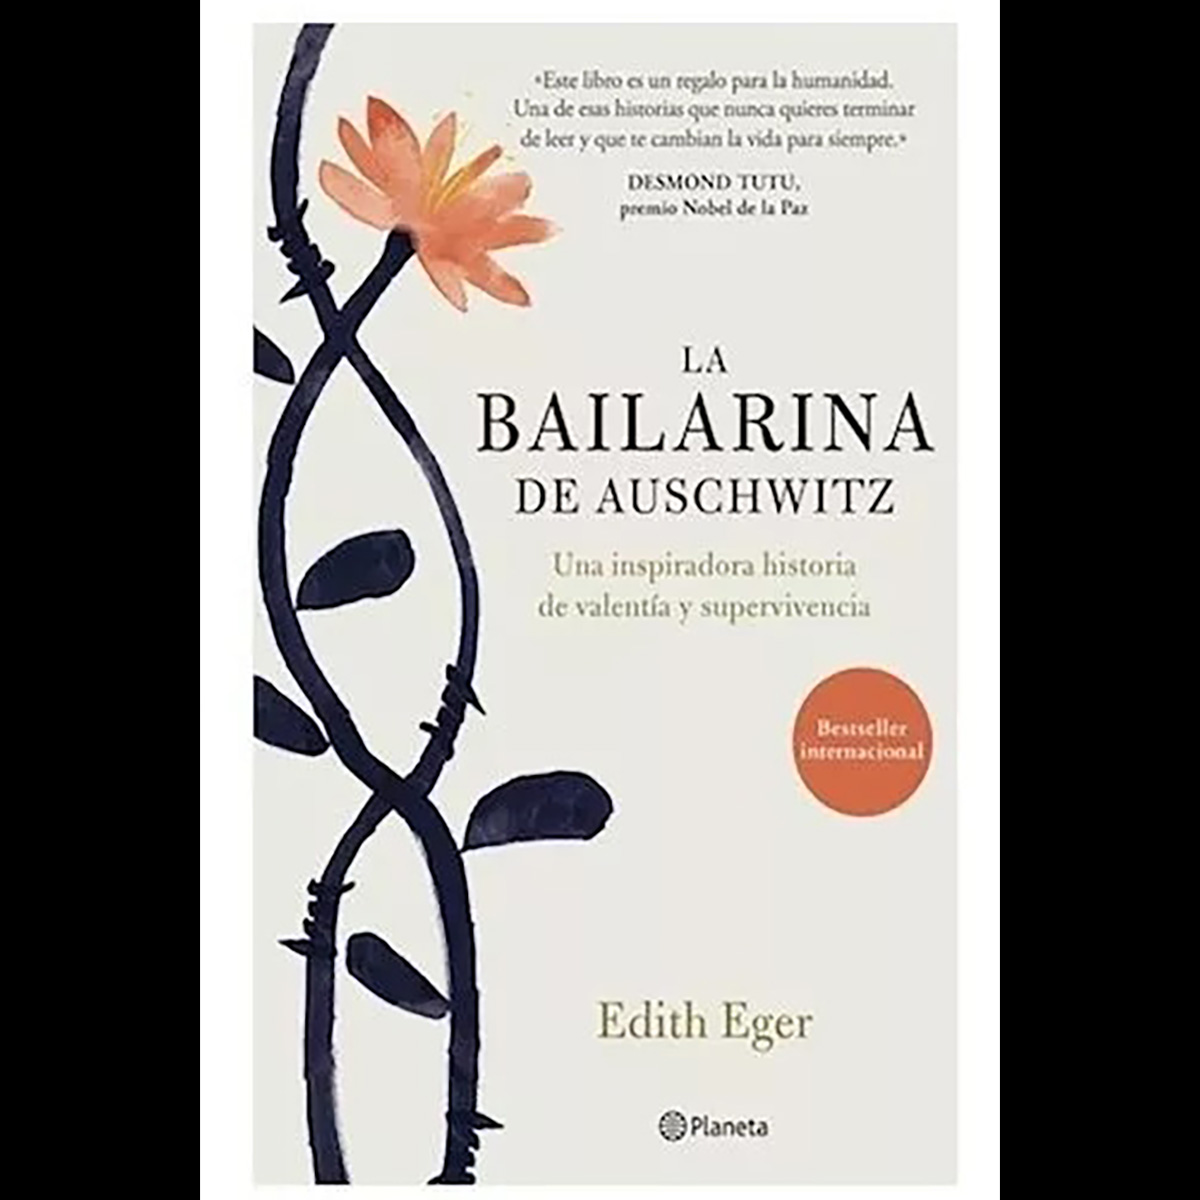 «Este libro es un regalo para la humanidad.
Una de esas historias que nunca quieres terminar
de leer y que te cambian la vida para siempre.»
DESMOND TUTU,
premio Nobel de la Paz
LA
BAILARINA
DE AUSCHWITZ
Una inspiradora historia
de valentía y supervivencia
Bestseller
internacional
Edith Eger
Planeta